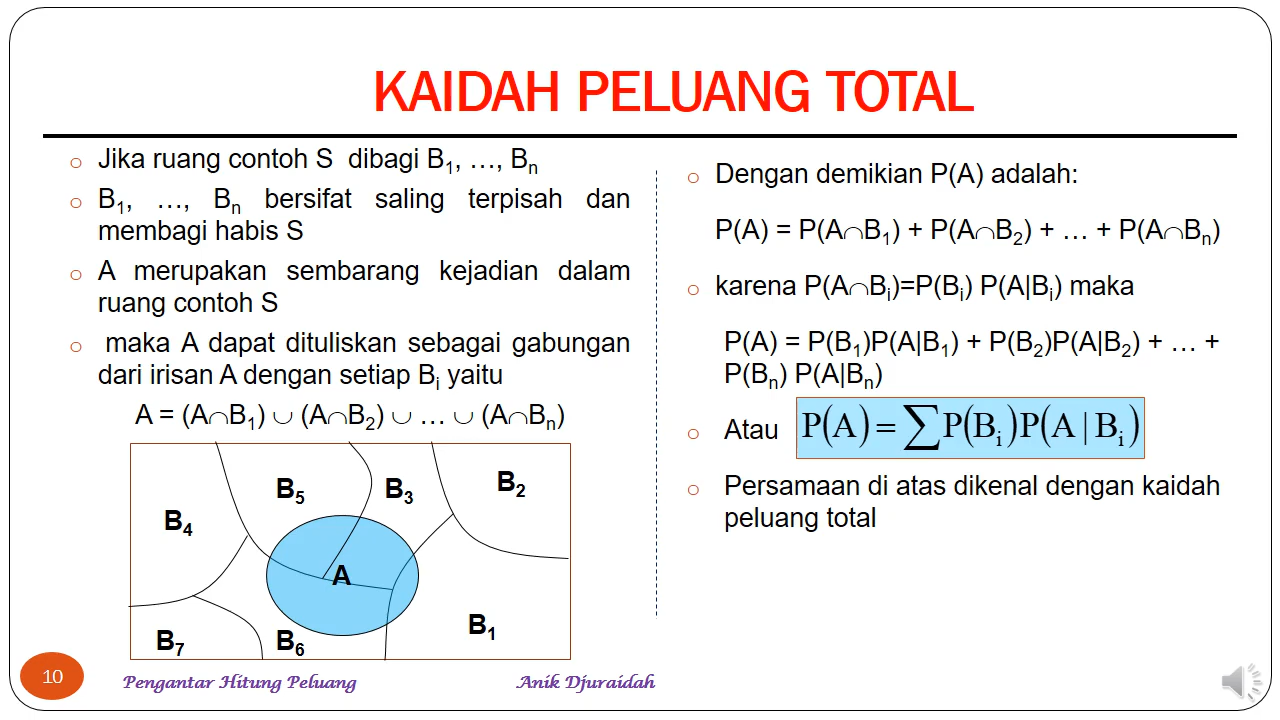 KAIDAH PELUANG TOTAL
Jika ruang contoh S dibagi B₁, …, Bₙ
B₁, …, Bₙ bersifat saling terpisah dan
membagi habis S
A merupakan sembarang kejadian dalam
ruang contoh S
maka A dapat dituliskan sebagai gabungan
dari irisan A dengan setiap Bᵢ yaitu
A = (A∩B₁) ∪ (A∩B₂) ∪ … ∪ (A∩Bₙ)
B₅ B₃ B₂
B₄
A
B₁
B₇ B₆
Dengan demikian P(A) adalah:
P(A) = P(A∩B₁) + P(A∩B₂) + … + P(A∩Bₙ)
karena P(A∩Bᵢ)=P(Bᵢ) P(A|Bᵢ) maka
P(A) = P(B₁)P(A|B₁) + P(B₂)P(A|B₂) + … +
P(Bₙ) P(A|Bₙ)
Atau P(A) = ∑P(Bᵢ)P(A | Bᵢ)
Persamaan di atas dikenal dengan kaidah
peluang total
10 Pengantar Hitung Peluang Anik Djuraidah